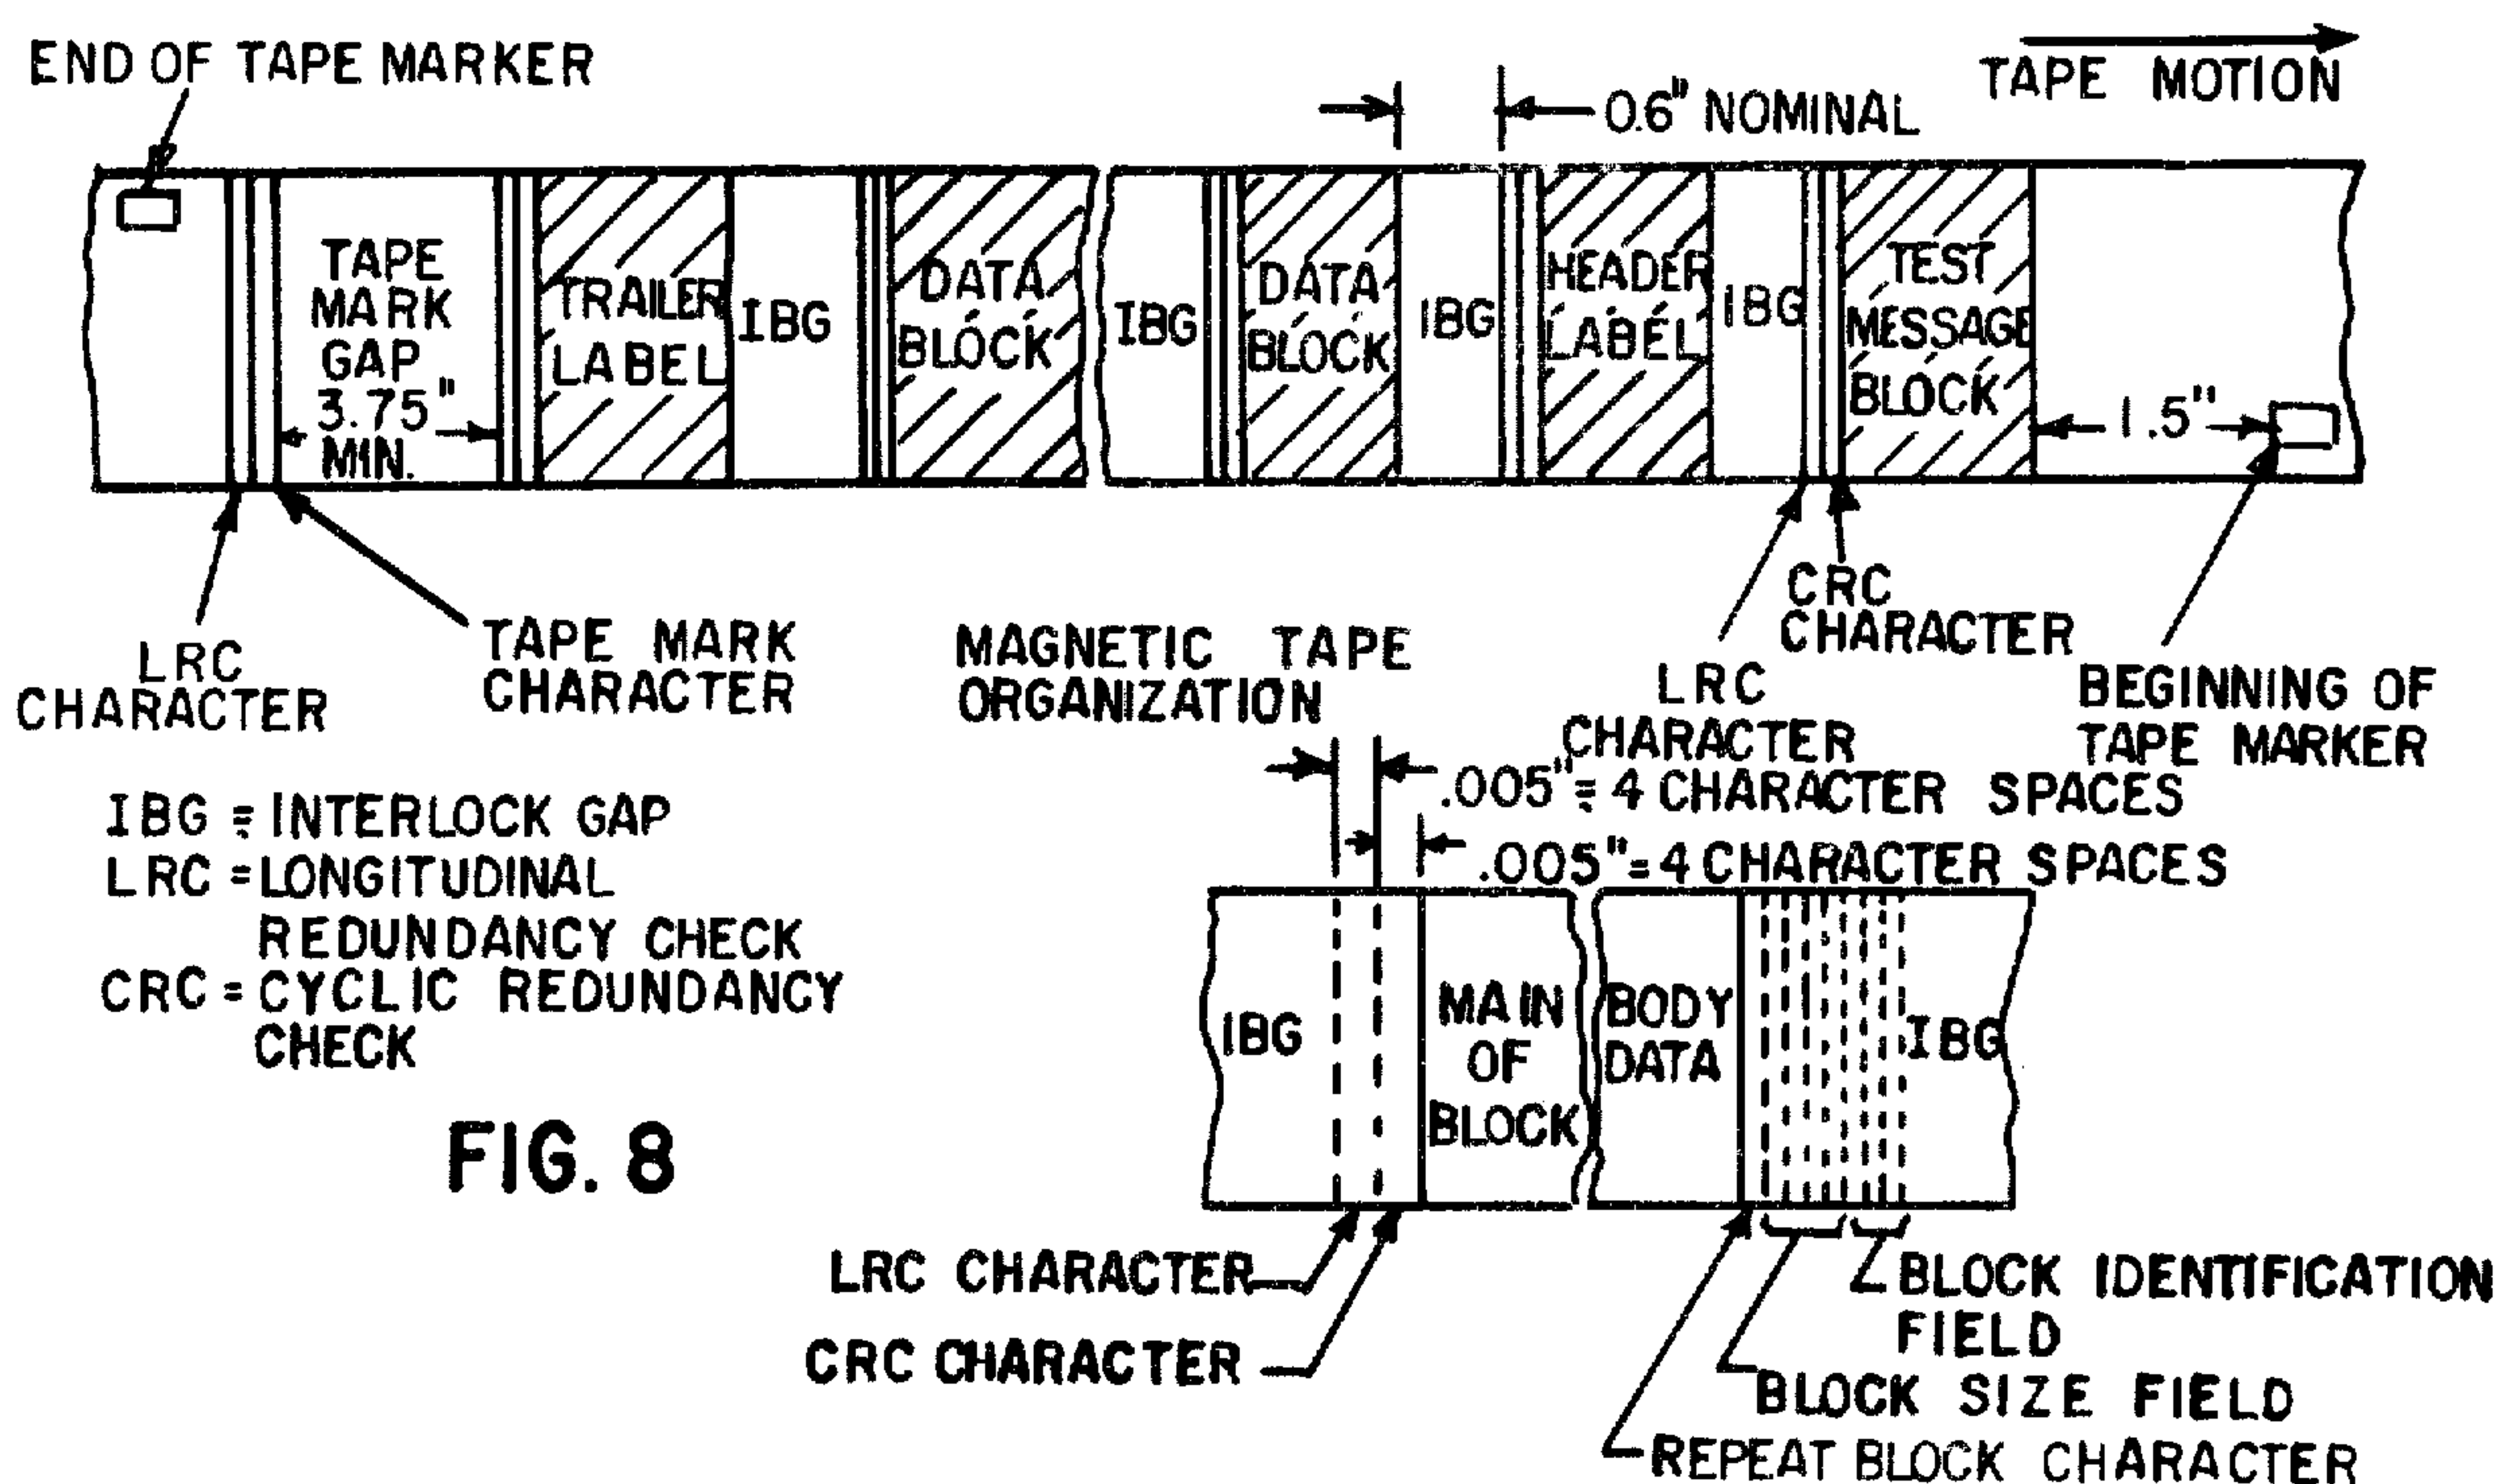 END OF TAPE MARKER
TAPE MOTION
0.6" NOMINAL
TAPE
MARK
GAP
3.75"
MIN.
TRAILER
LABEL
IBG
DATA
BLOCK
IBG
DATA
BLOCK
IBG
HEADER
LABEL
IBG
TEST
MESSAGE
BLOCK
1.5"
LRC
CHARACTER
TAPE MARK
CHARACTER
MAGNETIC TAPE
ORGANIZATION
CRC
CHARACTER
LRC
CHARACTER
BEGINNING OF
TAPE MARKER
IBG = INTERLOCK GAP
LRC = LONGITUDINAL
REDUNDANCY CHECK
CRC = CYCLIC REDUNDANCY
CHECK
FIG. 8
.005" = 4 CHARACTER SPACES
.005" = 4 CHARACTER SPACES
IBG
MAIN
OF
BLOCK
BODY
DATA
IBG
LRC CHARACTER
CRC CHARACTER
BLOCK IDENTIFICATION
FIELD
BLOCK SIZE FIELD
REPEAT BLOCK CHARACTER